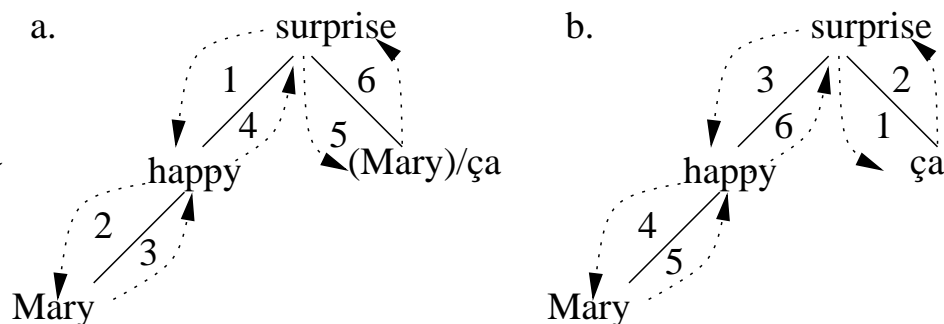 a. surprise
1 6
4
5
happy (Mary)/ça
2
3
Mary
b. surprise
3 2
6 1
happy ça
4
5
Mary